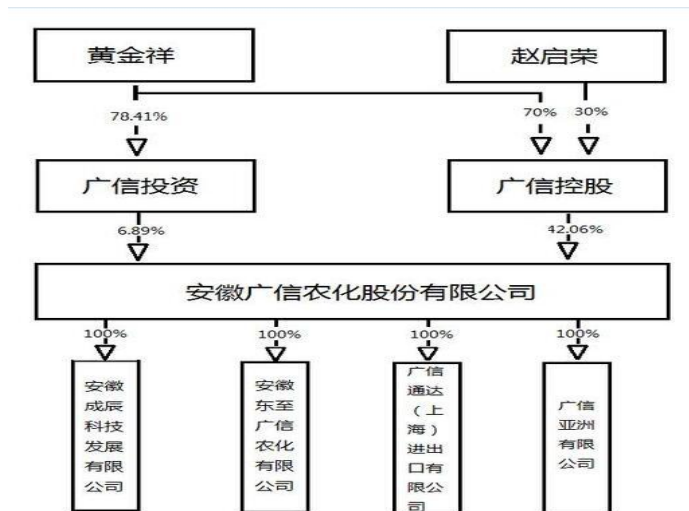 黄金祥
赵启荣
78.41%
70%
30%
广信投资
广信控股
6.89%
42.06%
安徽广信农化股份有限公司
100%
100%
100%
100%
安徽
成辰
科技
发展
有限
公司
安徽
东至
广信
农化
有限
公司
广信
通达
（上
海）
进出
口有
限公
司
广信
亚洲
有限
公司